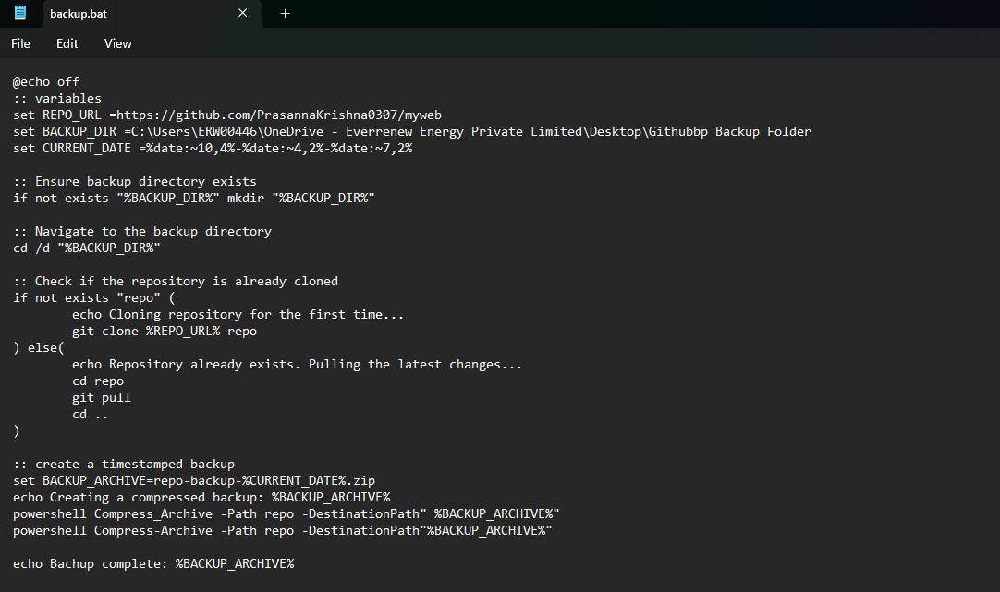 backup.bat
File Edit View
@echo off
:: variables
set REPO_URL =https://github.com/PrasannaKrishna0307/myweb
set BACKUP_DIR =C:\Users\ERW00446\OneDrive - Everrenew Energy Private Limited\Desktop\Githubbp Backup Folder
set CURRENT_DATE =%date:~10,4%-%date:~4,2%-%date:~7,2%
:: Ensure backup directory exists
if not exists "%BACKUP_DIR%" mkdir "%BACKUP_DIR%"
:: Navigate to the backup directory
cd /d "%BACKUP_DIR%"
:: Check if the repository is already cloned
if not exists "repo" (
echo Cloning repository for the first time...
git clone %REPO_URL% repo
) else(
echo Repository already exists. Pulling the latest changes...
cd repo
git pull
cd ..
)
:: create a timestamped backup
set BACKUP_ARCHIVE=repo-backup-%CURRENT_DATE%.zip
echo Creating a compressed backup: %BACKUP_ARCHIVE%
powershell Compress_Archive -Path repo -DestinationPath" %BACKUP_ARCHIVE%"
powershell Compress-Archive -Path repo -DestinationPath"%BACKUP_ARCHIVE%"
echo Bachup complete: %BACKUP_ARCHIVE%